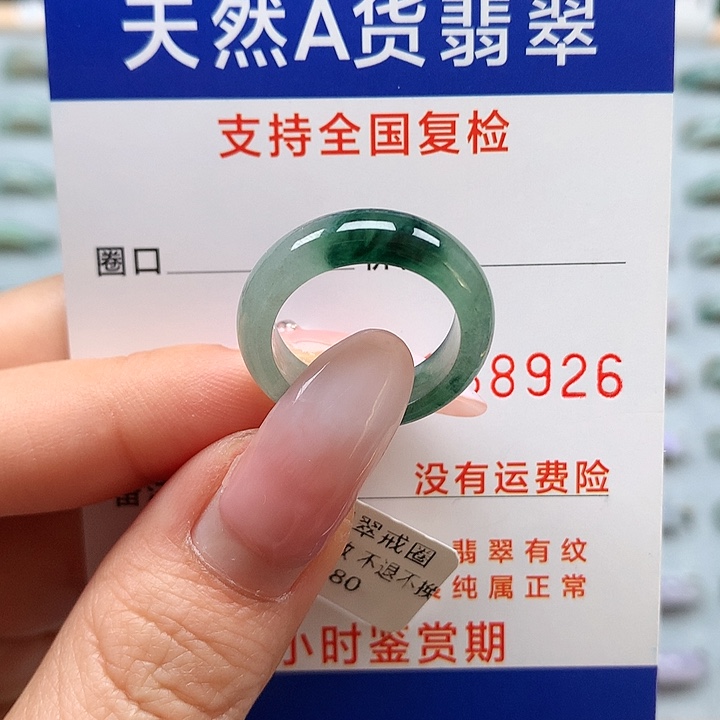 天然A货翡翠
支持全国复检
圈口
8926
没有运费险
翠戒圈
不退不换
80
翡翠有纹
纯属正常
小时鉴赏期